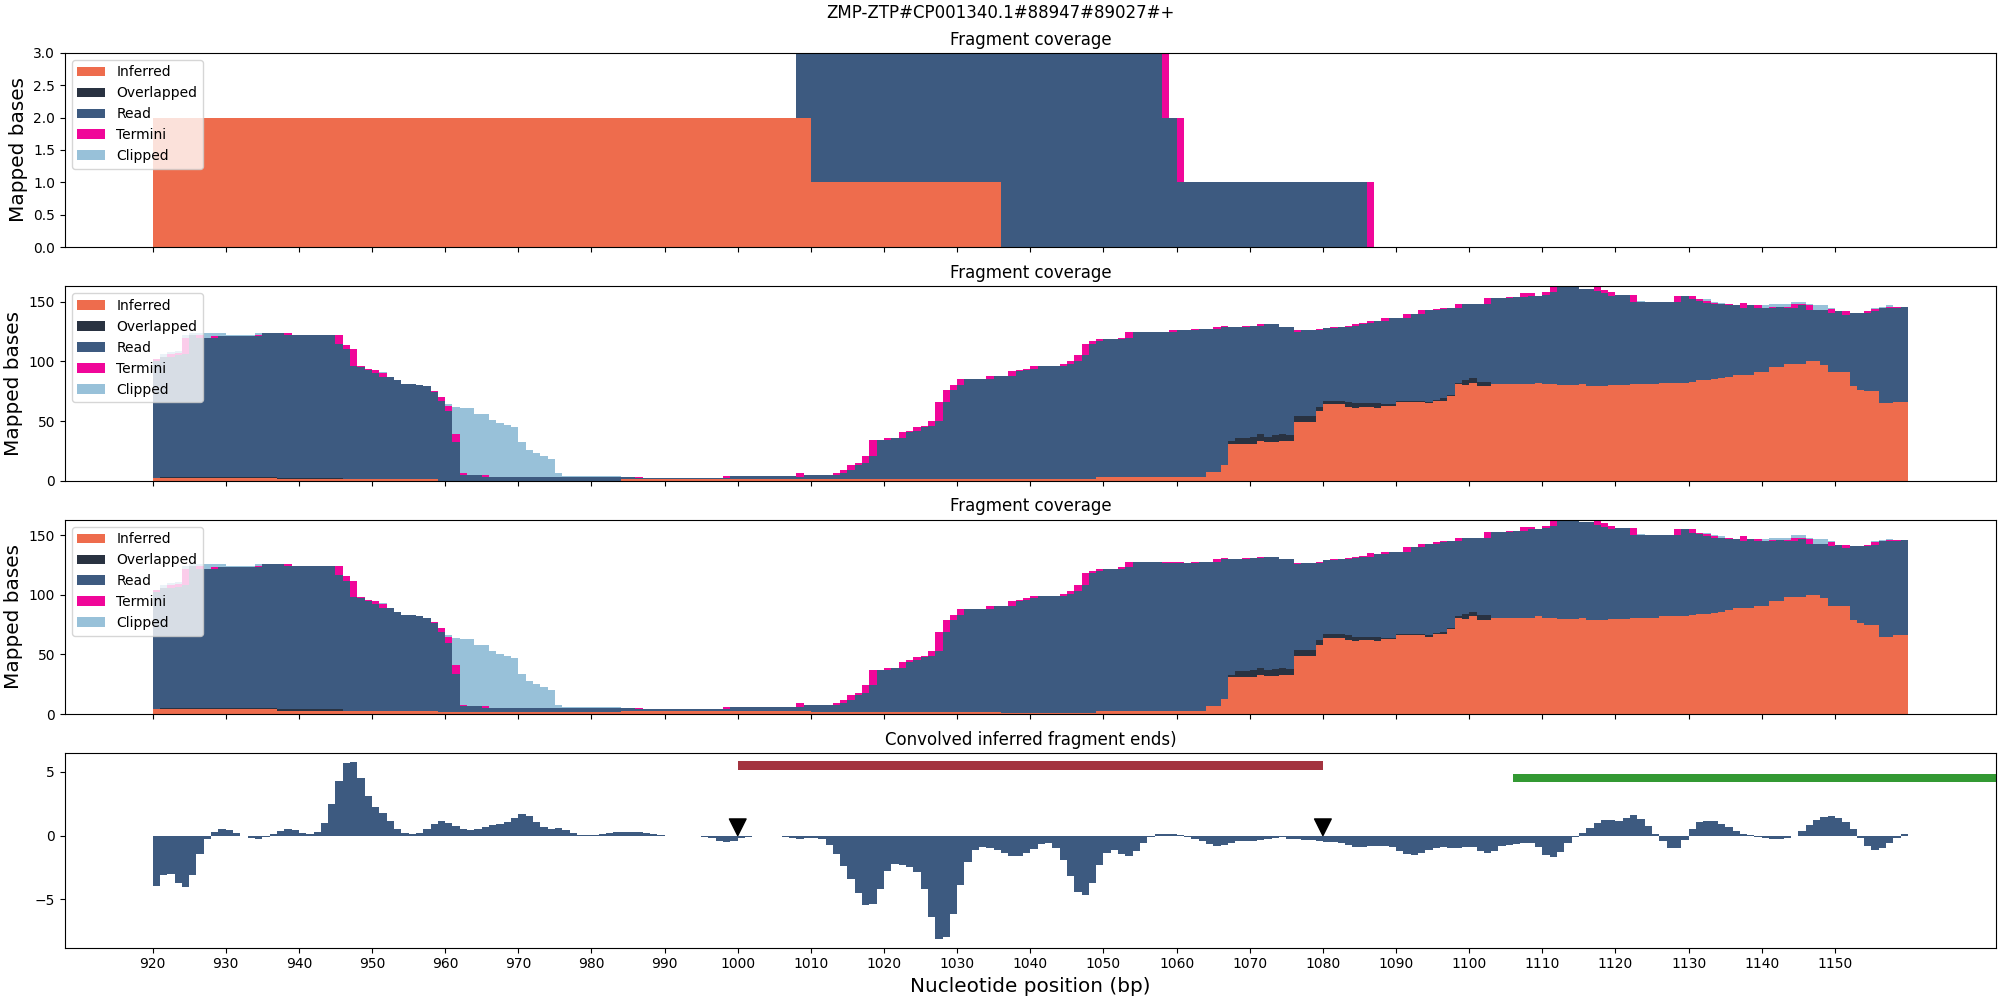 ZMP-ZTP#CP001340.1#88947#89027#+
Fragment coverage
Mapped bases
3.0
2.5
2.0
1.5
1.0
0.5
0.0
Inferred
Overlapped
Read
Termini
Clipped
Fragment coverage
Mapped bases
150
100
50
0
Inferred
Overlapped
Read
Termini
Clipped
Fragment coverage
Mapped bases
150
100
50
0
Inferred
Overlapped
Read
Termini
Clipped
Convolved inferred fragment ends)
5
0
−5
920 930 940 950 960 970 980 990 1000 1010 1020 1030 1040 1050 1060 1070 1080 1090 1100 1110 1120 1130 1140 1150
Nucleotide position (bp)